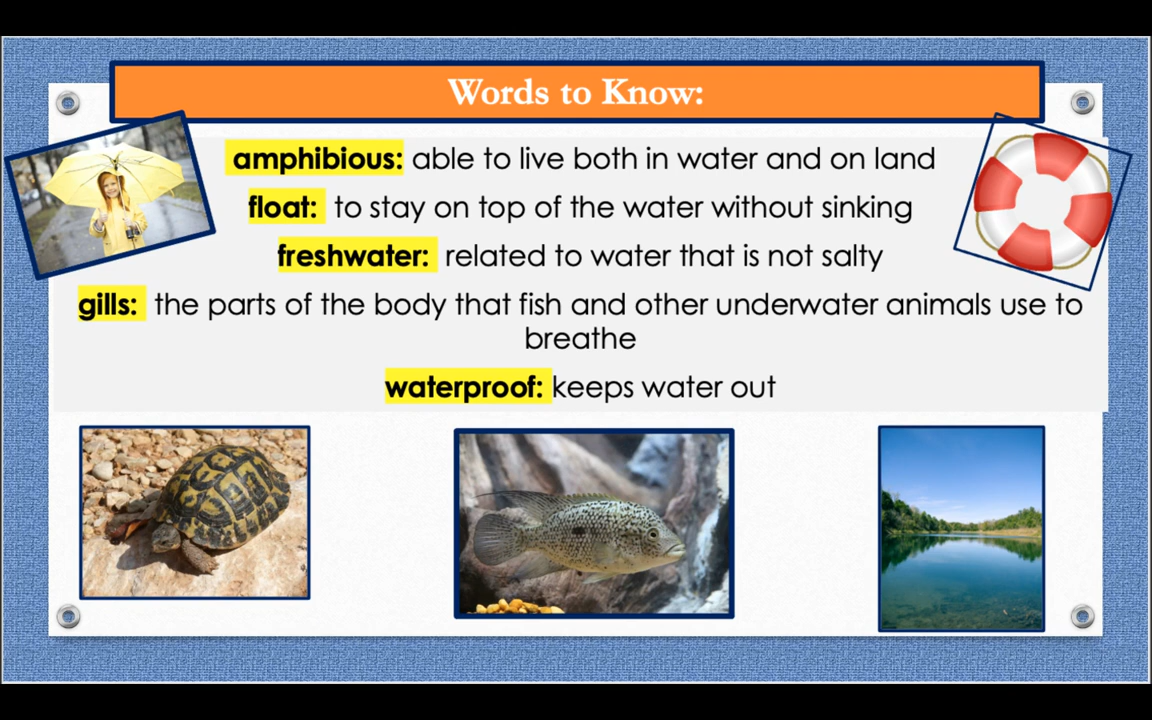 Words to Know:
amphibious: able to live both in water and on land
float: to stay on top of the water without sinking
freshwater: related to water that is not salty
gills: the parts of the body that fish and other underwater animals use to
breathe
waterproof: keeps water out